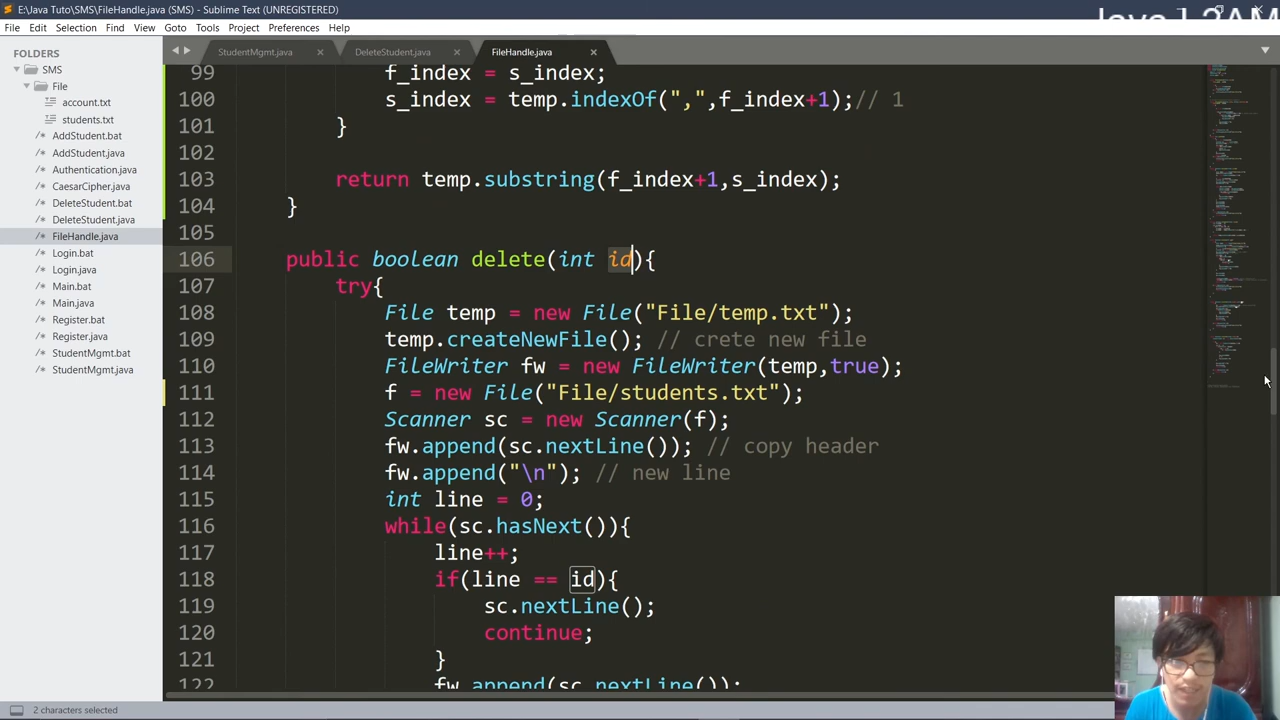 E:\Java Tuto\SMS\FileHandle.java (SMS) - Sublime Text (UNREGISTERED)
File Edit Selection Find View Goto Tools Project Preferences Help
FOLDERS
SMS
File
account.txt
students.txt
AddStudent.bat
AddStudent.java
Authentication.java
CaesarCipher.java
DeleteStudent.bat
DeleteStudent.java
FileHandle.java
Login.bat
Login.java
Main.bat
Main.java
Register.bat
Register.java
StudentMgmt.bat
StudentMgmt.java
StudentMgmt.java DeleteStudent.java FileHandle.java
99 f_index = s_index;
100 s_index = temp.indexOf(",",f_index+1);// 1
101 }
102
103 return temp.substring(f_index+1,s_index);
104 }
105
106 public boolean delete(int id){
107 try{
108 File temp = new File("File/temp.txt");
109 temp.createNewFile(); // crete new file
110 FileWriter fw = new FileWriter(temp,true);
111 f = new File("File/students.txt");
112 Scanner sc = new Scanner(f);
113 fw.append(sc.nextLine()); // copy header
114 fw.append("\n"); // new line
115 int line = 0;
116 while(sc.hasNext()){
117 line++;
118 if(line == id){
119 sc.nextLine();
120 continue;
121 }
122 fw.append(sc.nextLine());
2 characters selected